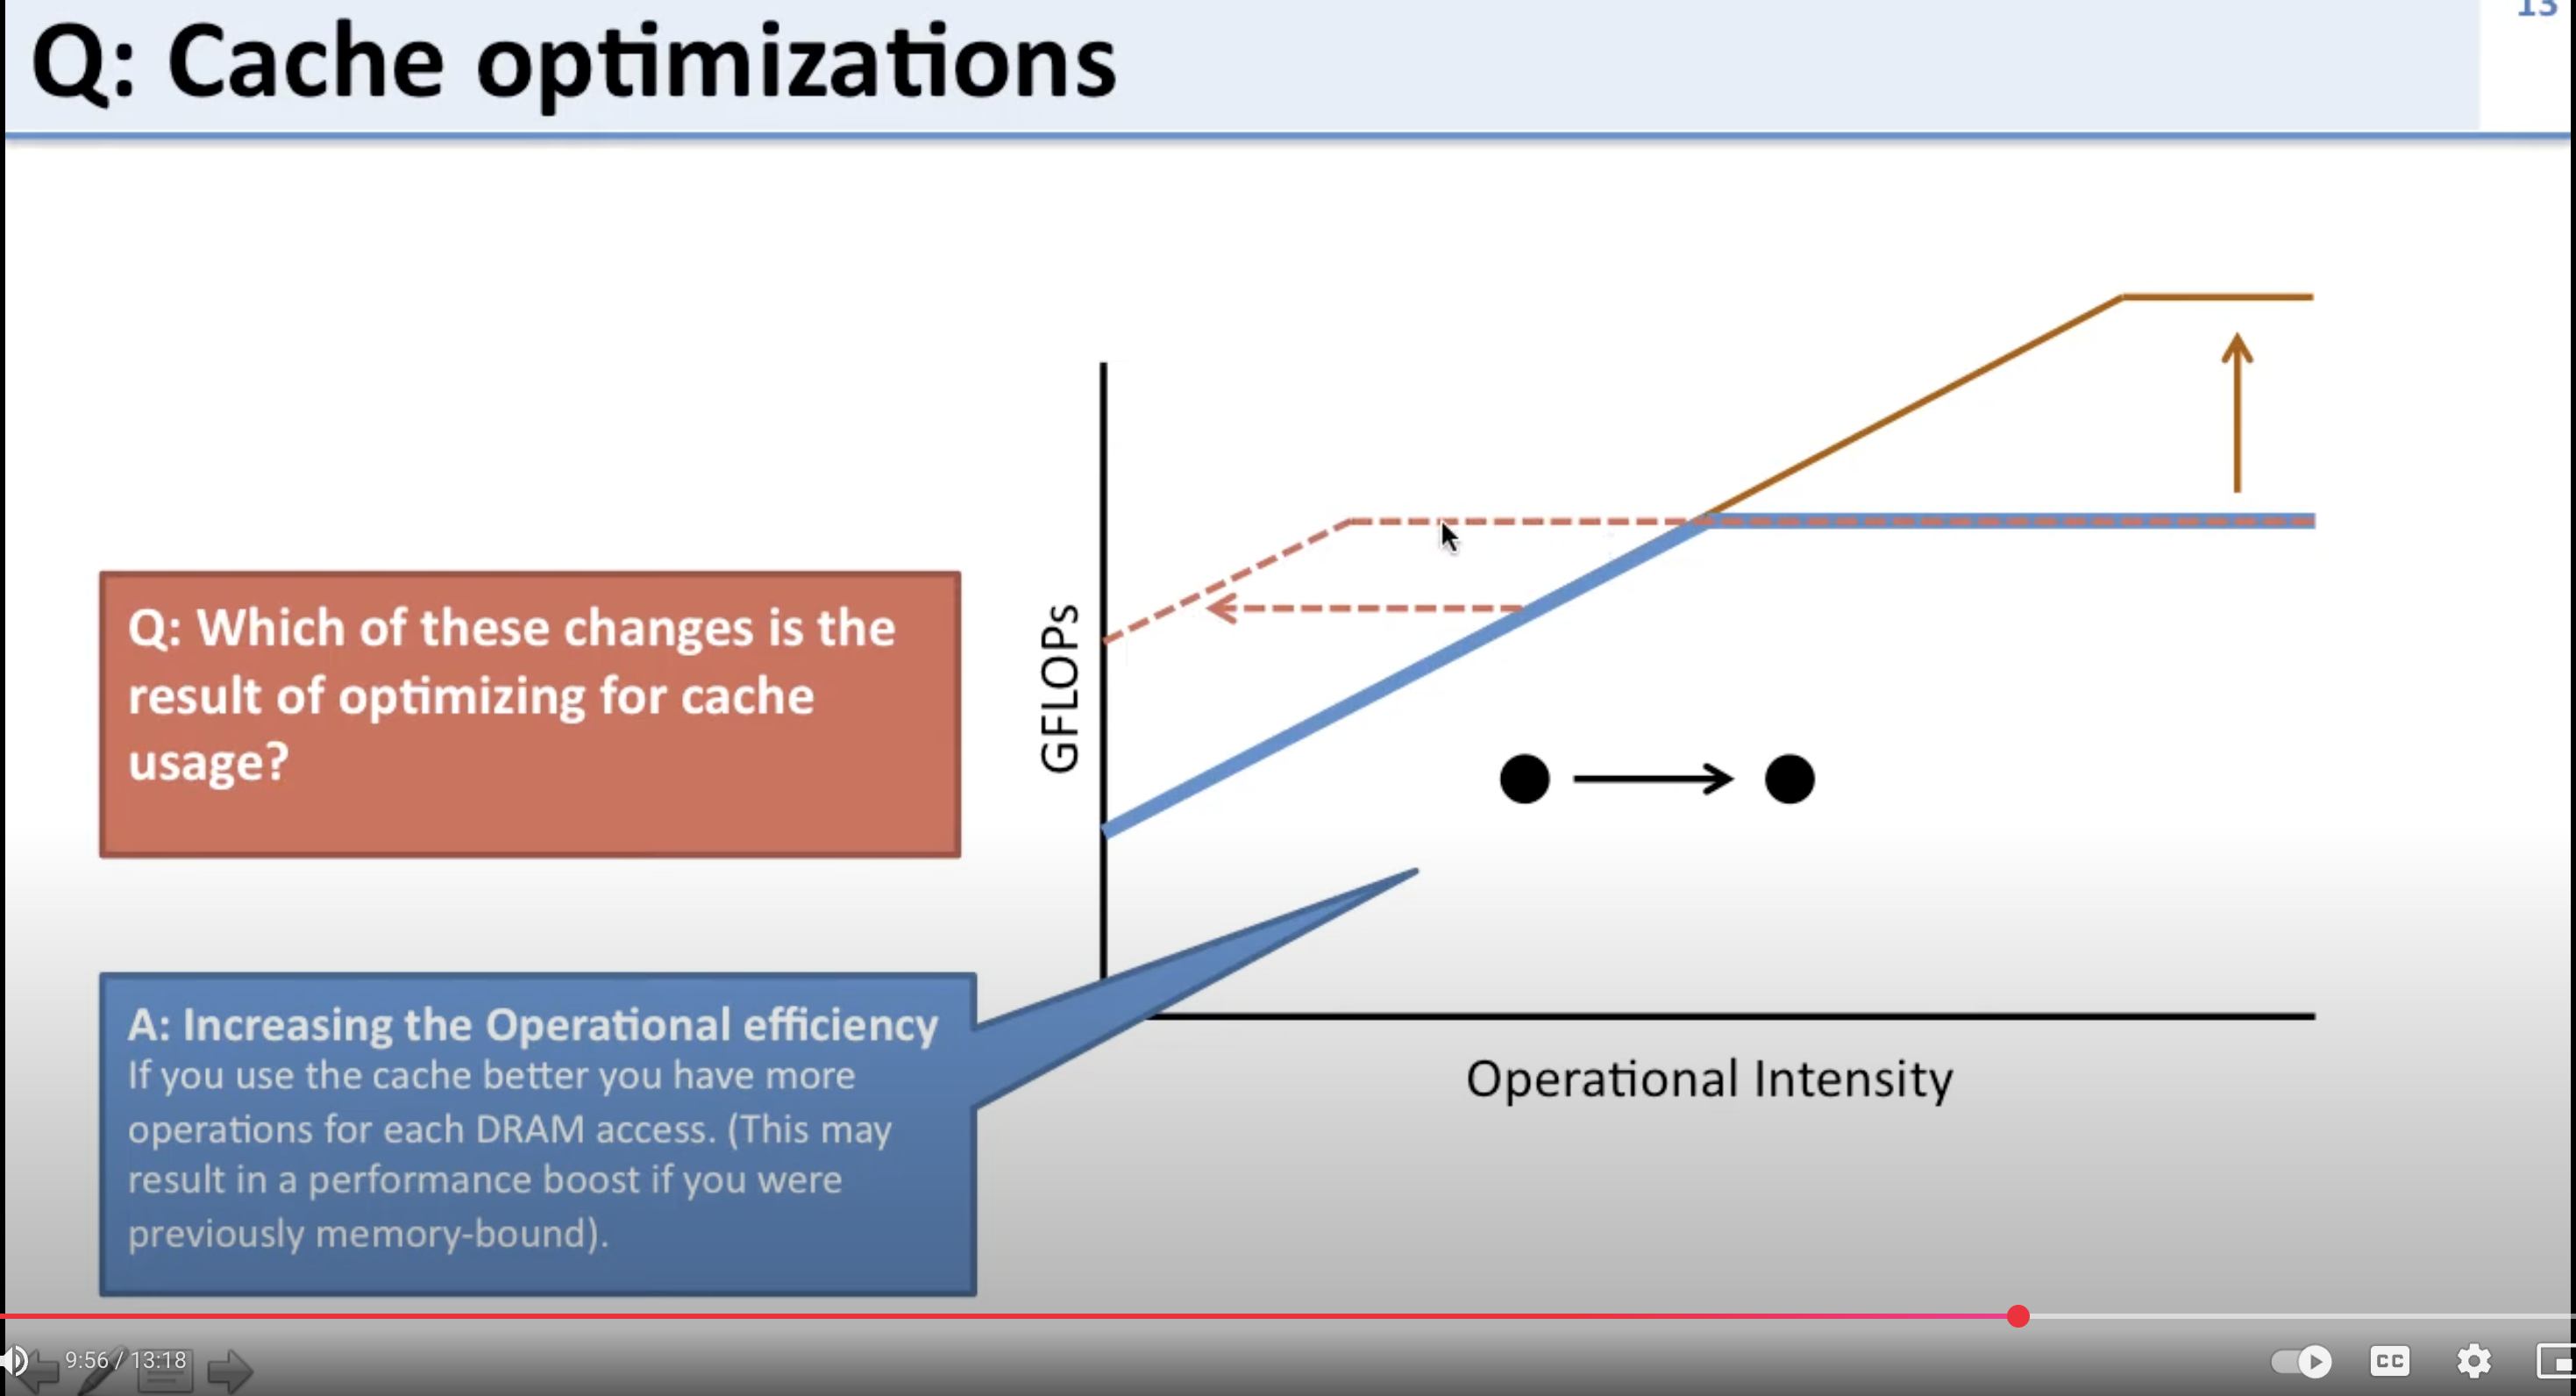 13
Q: Cache optimizations
Q: Which of these changes is the
result of optimizing for cache
usage?
GFLOPs
A: Increasing the Operational efficiency
If you use the cache better you have more
operations for each DRAM access. (This may
result in a performance boost if you were
previously memory-bound).
Operational Intensity
9:56 / 13:18
CC